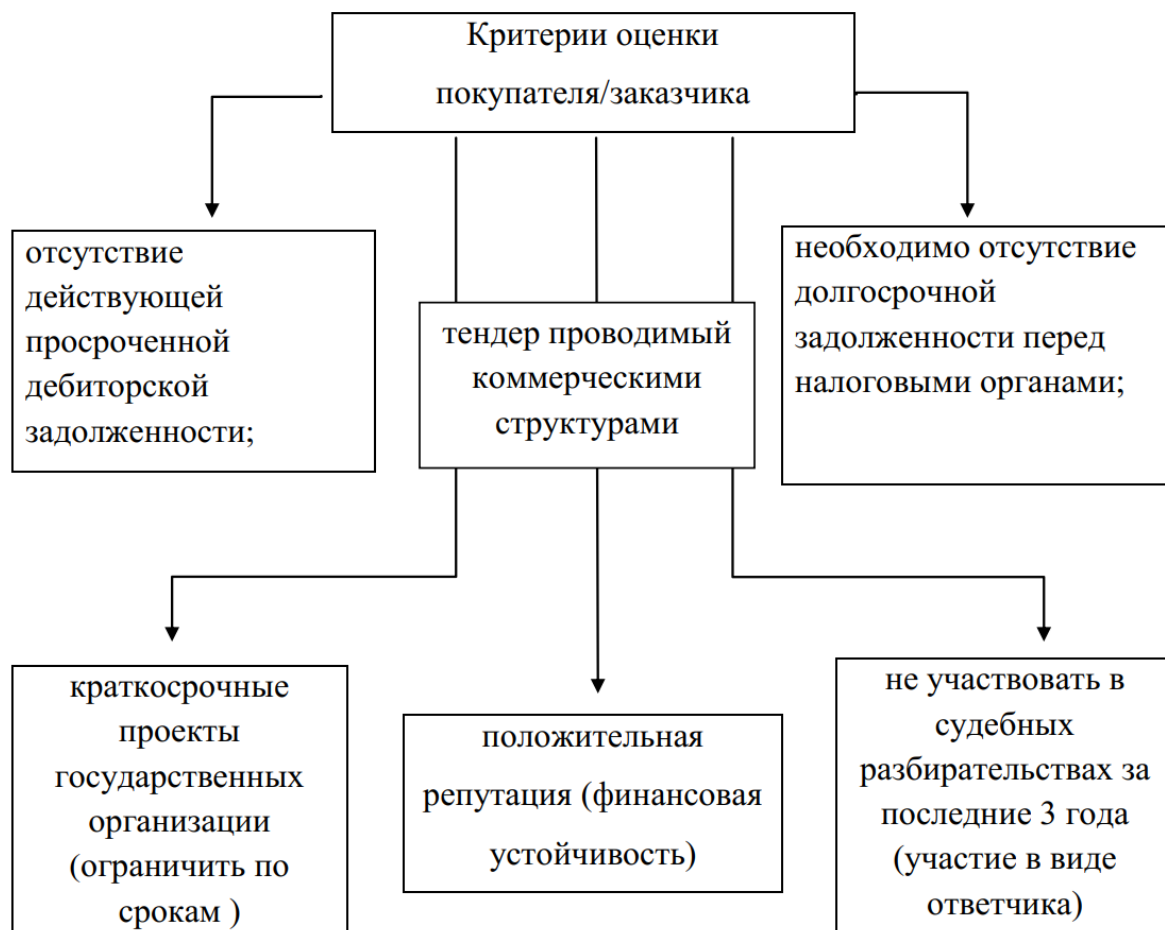 Критерии оценки
покупателя/заказчика
отсутствие
действующей
просроченной
дебиторской
задолженности;
тендер проводимый
коммерческими
структурами
необходимо отсутствие
долгосрочной
задолженности перед
налоговыми органами;
краткосрочные
проекты
государственных
организации
(ограничить по
срокам )
положительная
репутация (финансовая
устойчивость)
не участвовать в
судебных
разбирательствах за
последние 3 года
(участие в виде
ответчика)